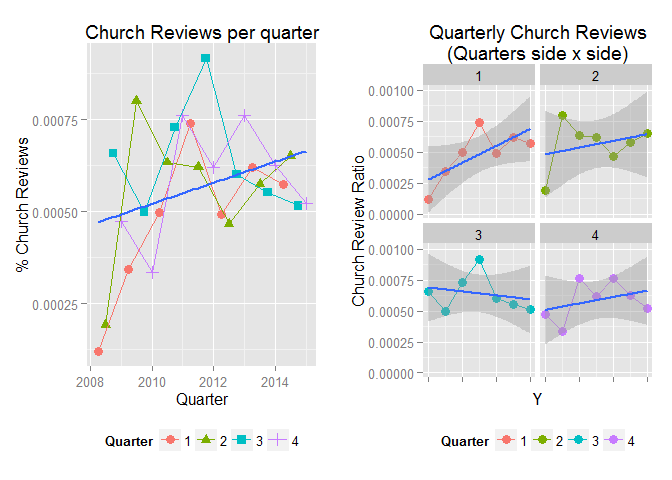 Church Reviews per quarter
% Church Reviews
0.00075
0.00050
0.00025
2008 2010 2012 2014
Quarter
Quarter 1 2 3 4
Quarterly Church Reviews
(Quarters side x side)
Church Review Ratio
1 2
0.00100
0.00075
0.00050
0.00025
0.00000
3 4
0.00100
0.00075
0.00050
0.00025
0.00000
Y
Quarter 1 2 3 4